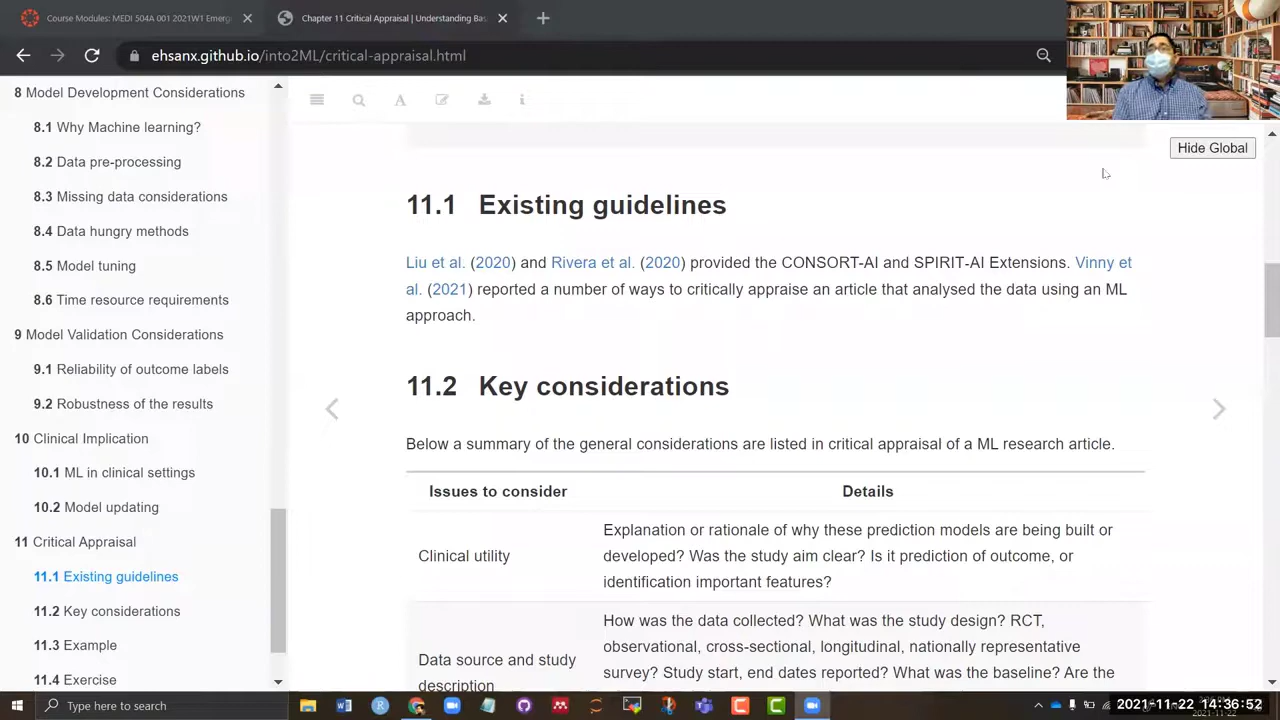 Course Modules: MEDI 504A 001 2021W1 Emerg
Chapter 11 Critical Appraisal | Understanding Bas
ehsanx.github.io/into2ML/critical-appraisal.html
8 Model Development Considerations
8.1 Why Machine learning?
8.2 Data pre-processing
8.3 Missing data considerations
8.4 Data hungry methods
8.5 Model tuning
8.6 Time resource requirements
9 Model Validation Considerations
9.1 Reliability of outcome labels
9.2 Robustness of the results
10 Clinical Implication
10.1 ML in clinical settings
10.2 Model updating
11 Critical Appraisal
11.1 Existing guidelines
11.2 Key considerations
11.3 Example
11.4 Exercise
Hide Global
11.1 Existing guidelines
Liu et al. (2020) and Rivera et al. (2020) provided the CONSORT-AI and SPIRIT-AI Extensions. Vinny et
al. (2021) reported a number of ways to critically appraise an article that analysed the data using an ML
approach.
11.2 Key considerations
Below a summary of the general considerations are listed in critical appraisal of a ML research article.
Issues to consider
Details
Clinical utility
Explanation or rationale of why these prediction models are being built or
developed? Was the study aim clear? Is it prediction of outcome, or
identification important features?
Data source and study
description
How was the data collected? What was the study design? RCT,
observational, cross-sectional, longitudinal, nationally representative
survey? Study start, end dates reported? What was the baseline? Are the
Type here to search
2021-11-22 14:36:52